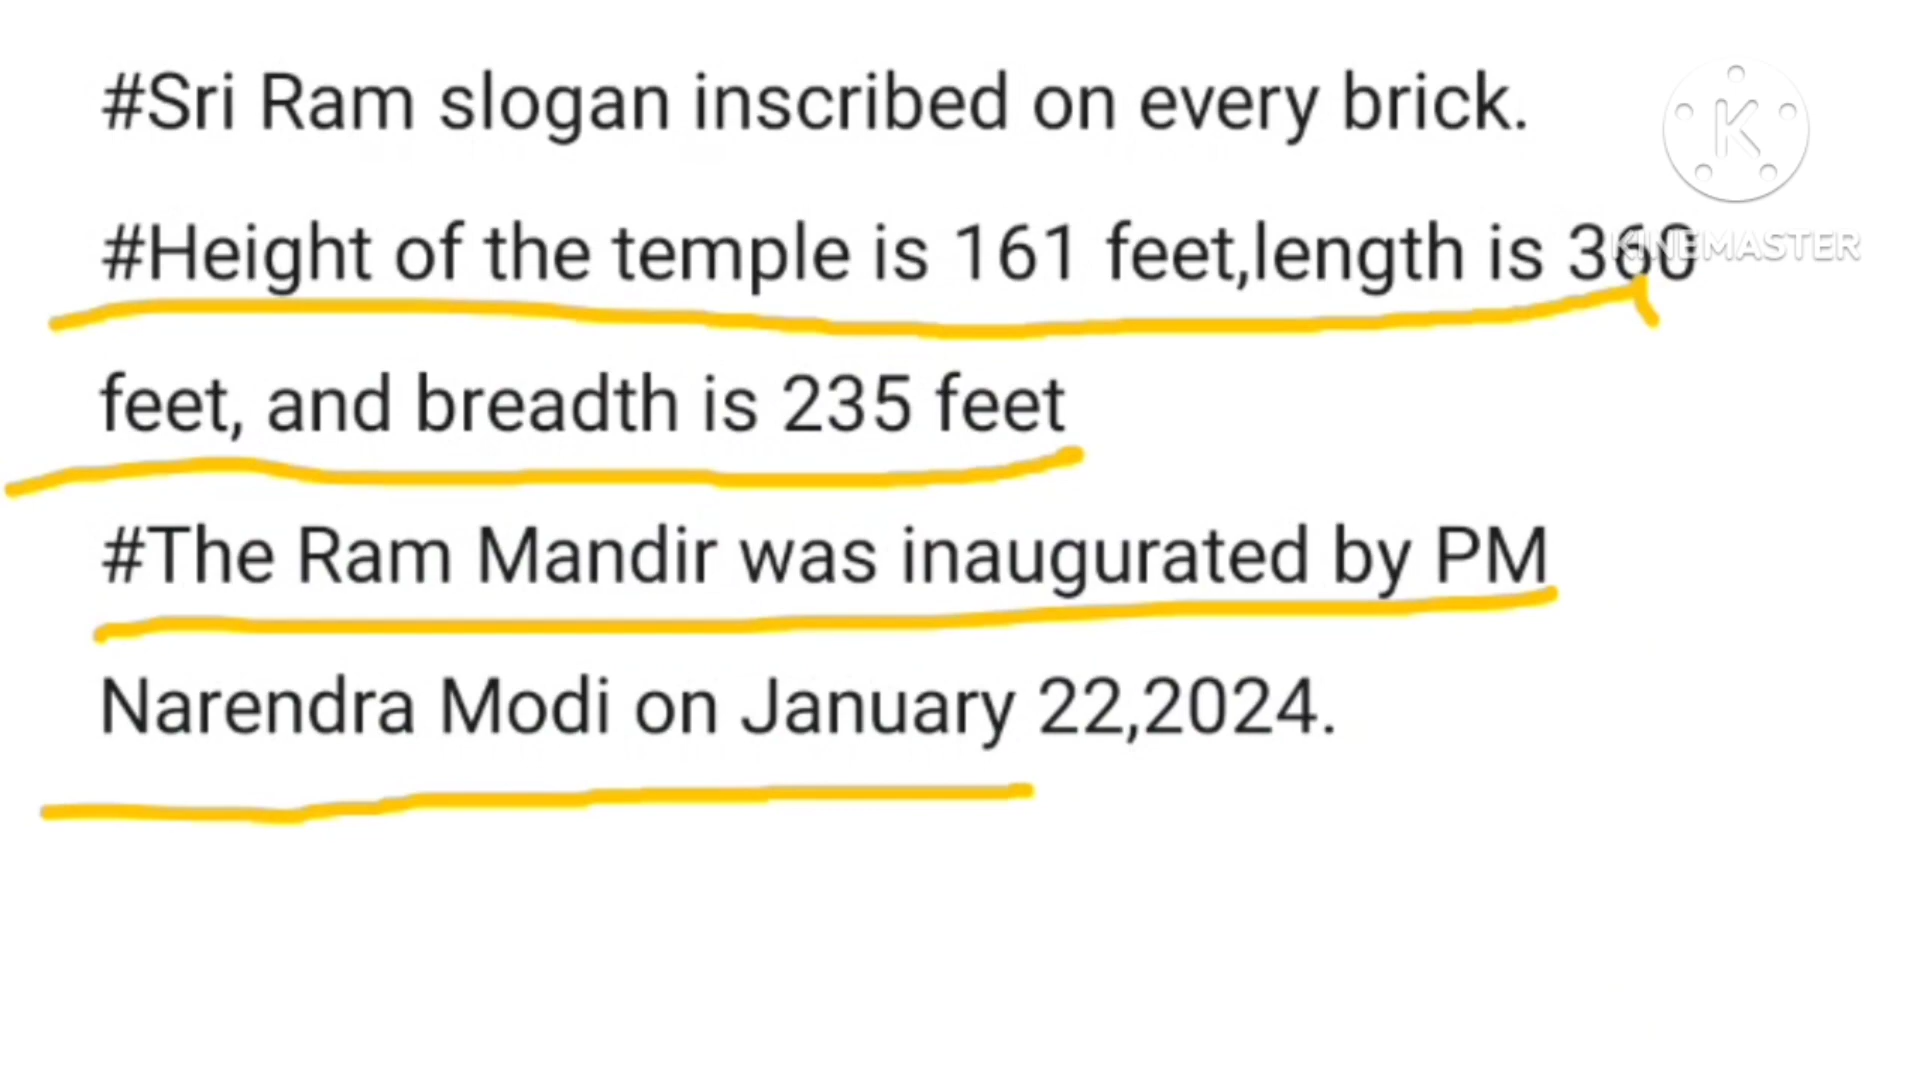 #Sri Ram slogan inscribed on every brick.
#Height of the temple is 161 feet,length is 360
feet, and breadth is 235 feet
#The Ram Mandir was inaugurated by PM
Narendra Modi on January 22,2024.
K
KINEMASTER